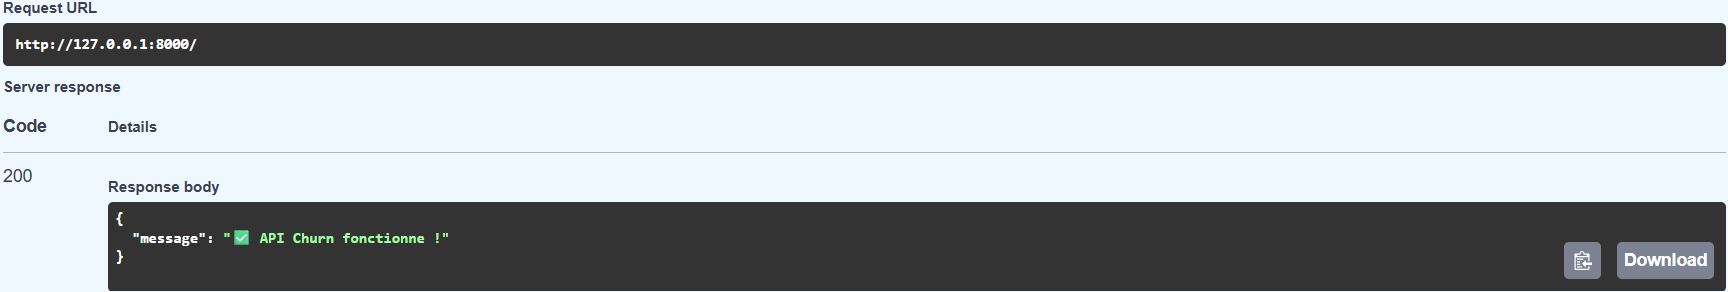 Request URL
http://127.0.0.1:8000/
Server response
Code Details
200
Response body
{
"message": "✅ API Churn fonctionne !"
}
Download